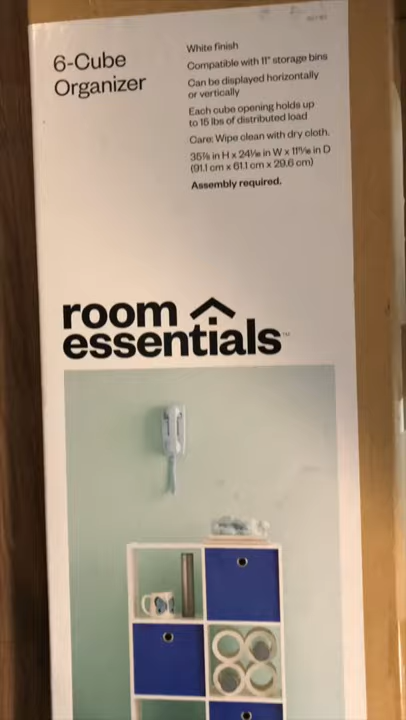 6-Cube
Organizer
White finish
Compatible with 11" storage bins
Can be displayed horizontally
or vertically
Each cube opening holds up
to 15 lbs of distributed load
Care: Wipe clean with dry cloth.
35⅞ in H x 24¹⁄₁₆ in W x 11⅝ in D
(91.1 cm x 61.1 cm x 29.6 cm)
Assembly required.
room
essentials™